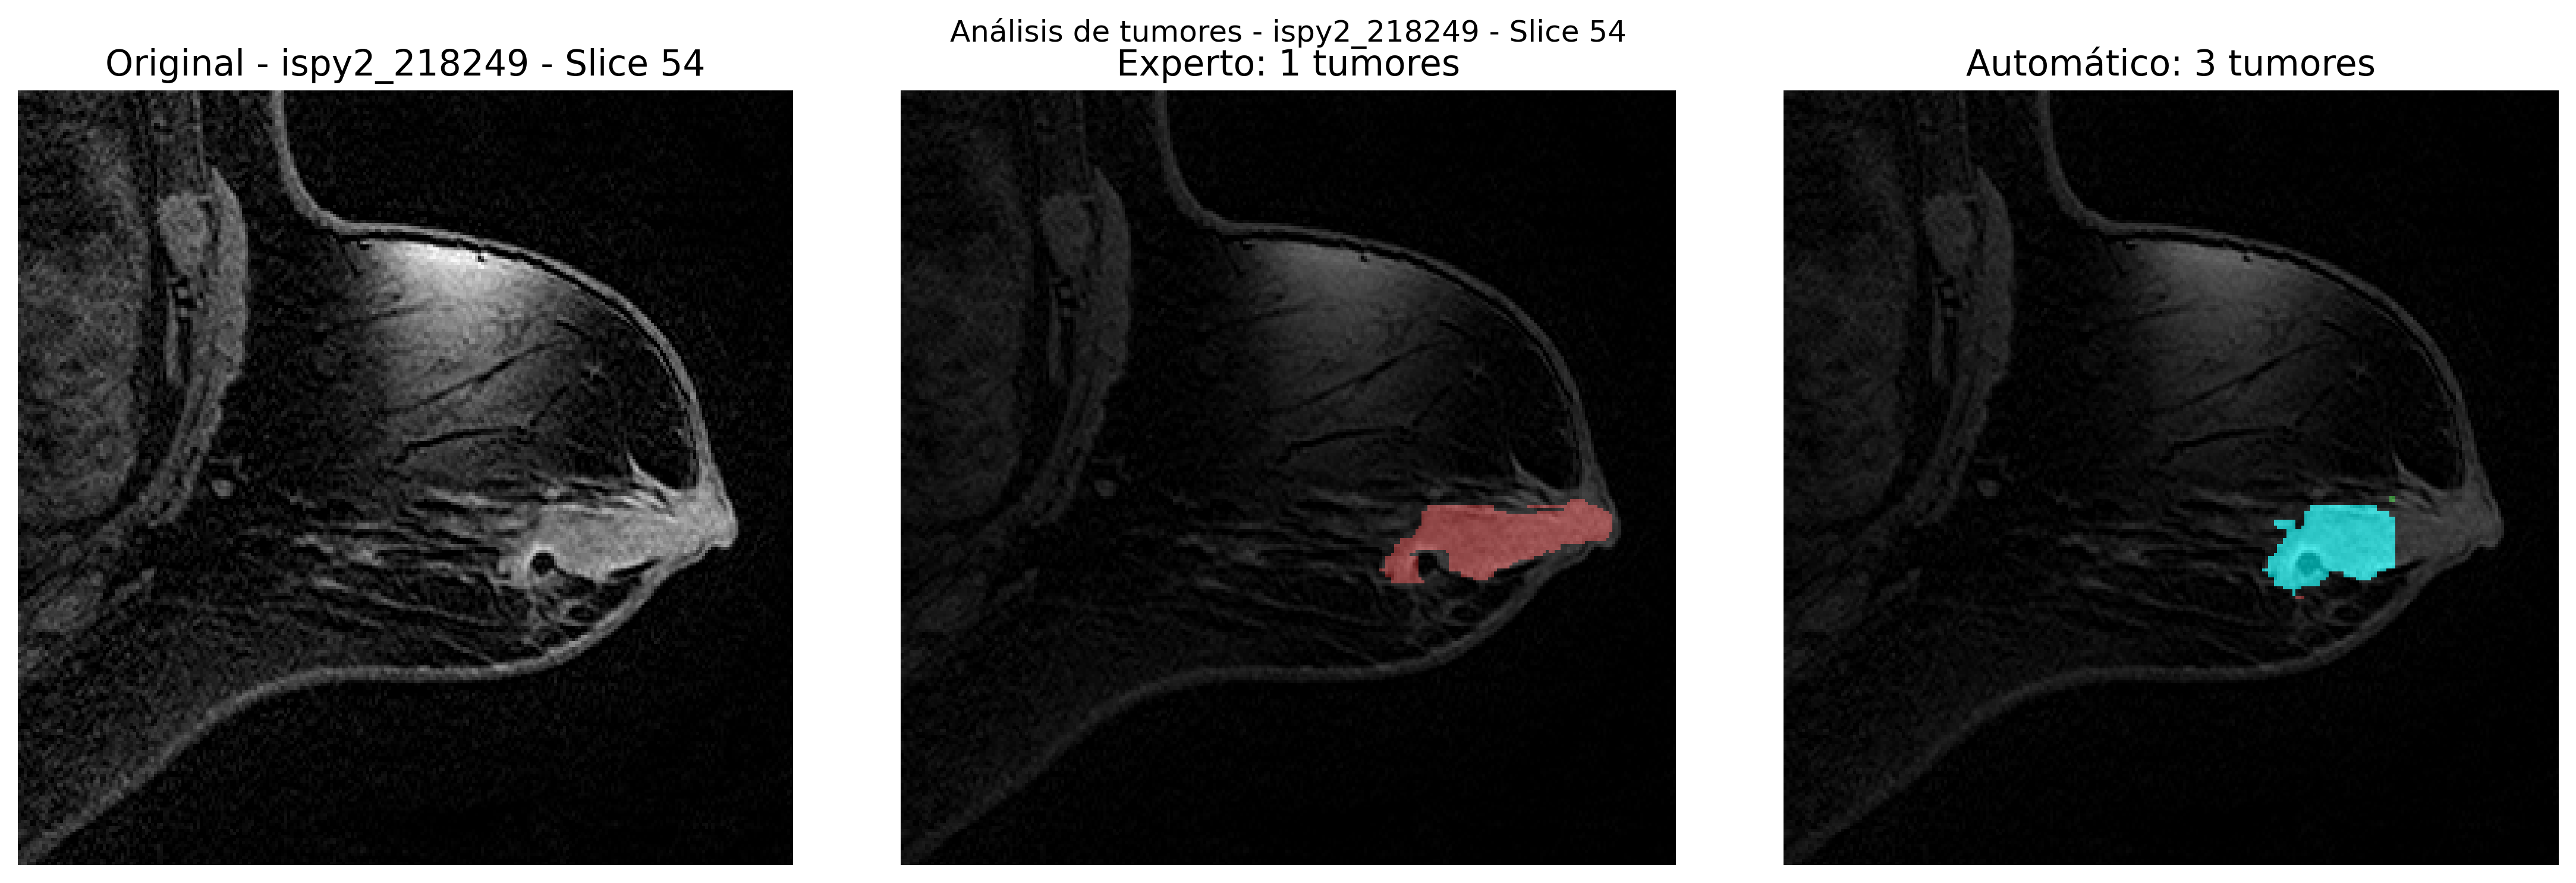 Análisis de tumores - ispy2_218249 - Slice 54
Original - ispy2_218249 - Slice 54
Experto: 1 tumores
Automático: 3 tumores